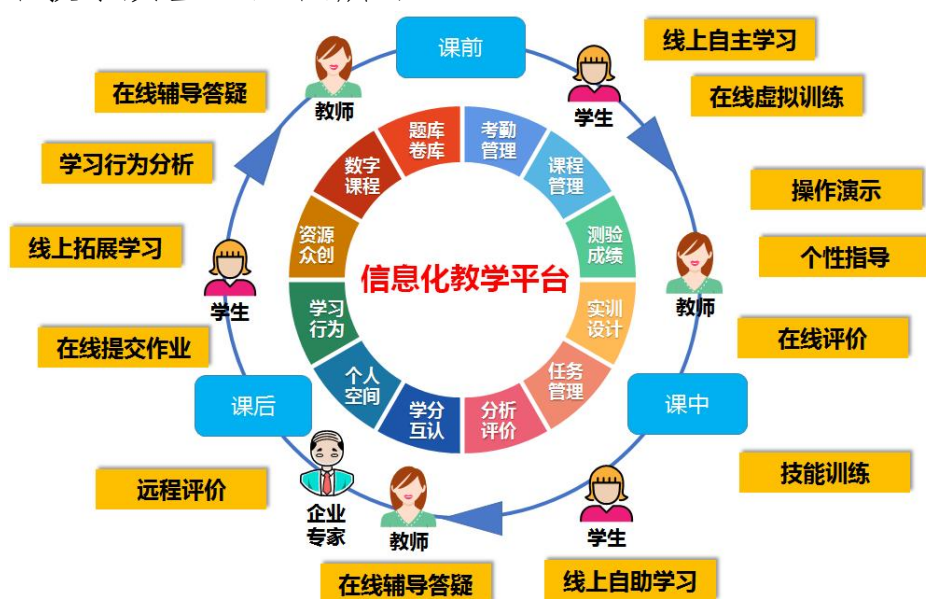 课前
线上自主学习
在线虚拟训练
教师
学生
在线辅导答疑
学习行为分析
线上拓展学习
学生
在线提交作业
课后
远程评价
企业
专家
教师
在线辅导答疑
学生
线上自助学习
技能训练
课中
在线评价
个性指导
操作演示
教师
信息化教学平台
题库
卷库
考勤
管理
课程
管理
测验
成绩
实训
设计
任务
管理
分析
评价
学分
互认
个人
空间
学习
行为
资源
众创
数字
课程